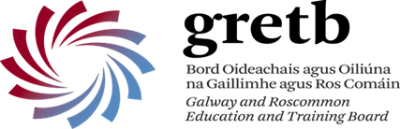 gretb
Bord Oideachais agus Oiliúna
na Gaillimhe agus Ros Comáin
Galway and Roscommon
Education and Training Board